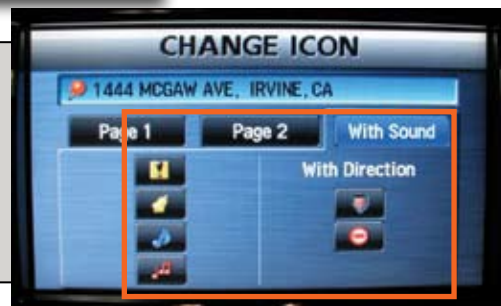 CHANGE ICON
1444 MCGAW AVE, IRVINE, CA
Page 1 Page 2 With Sound
With Direction